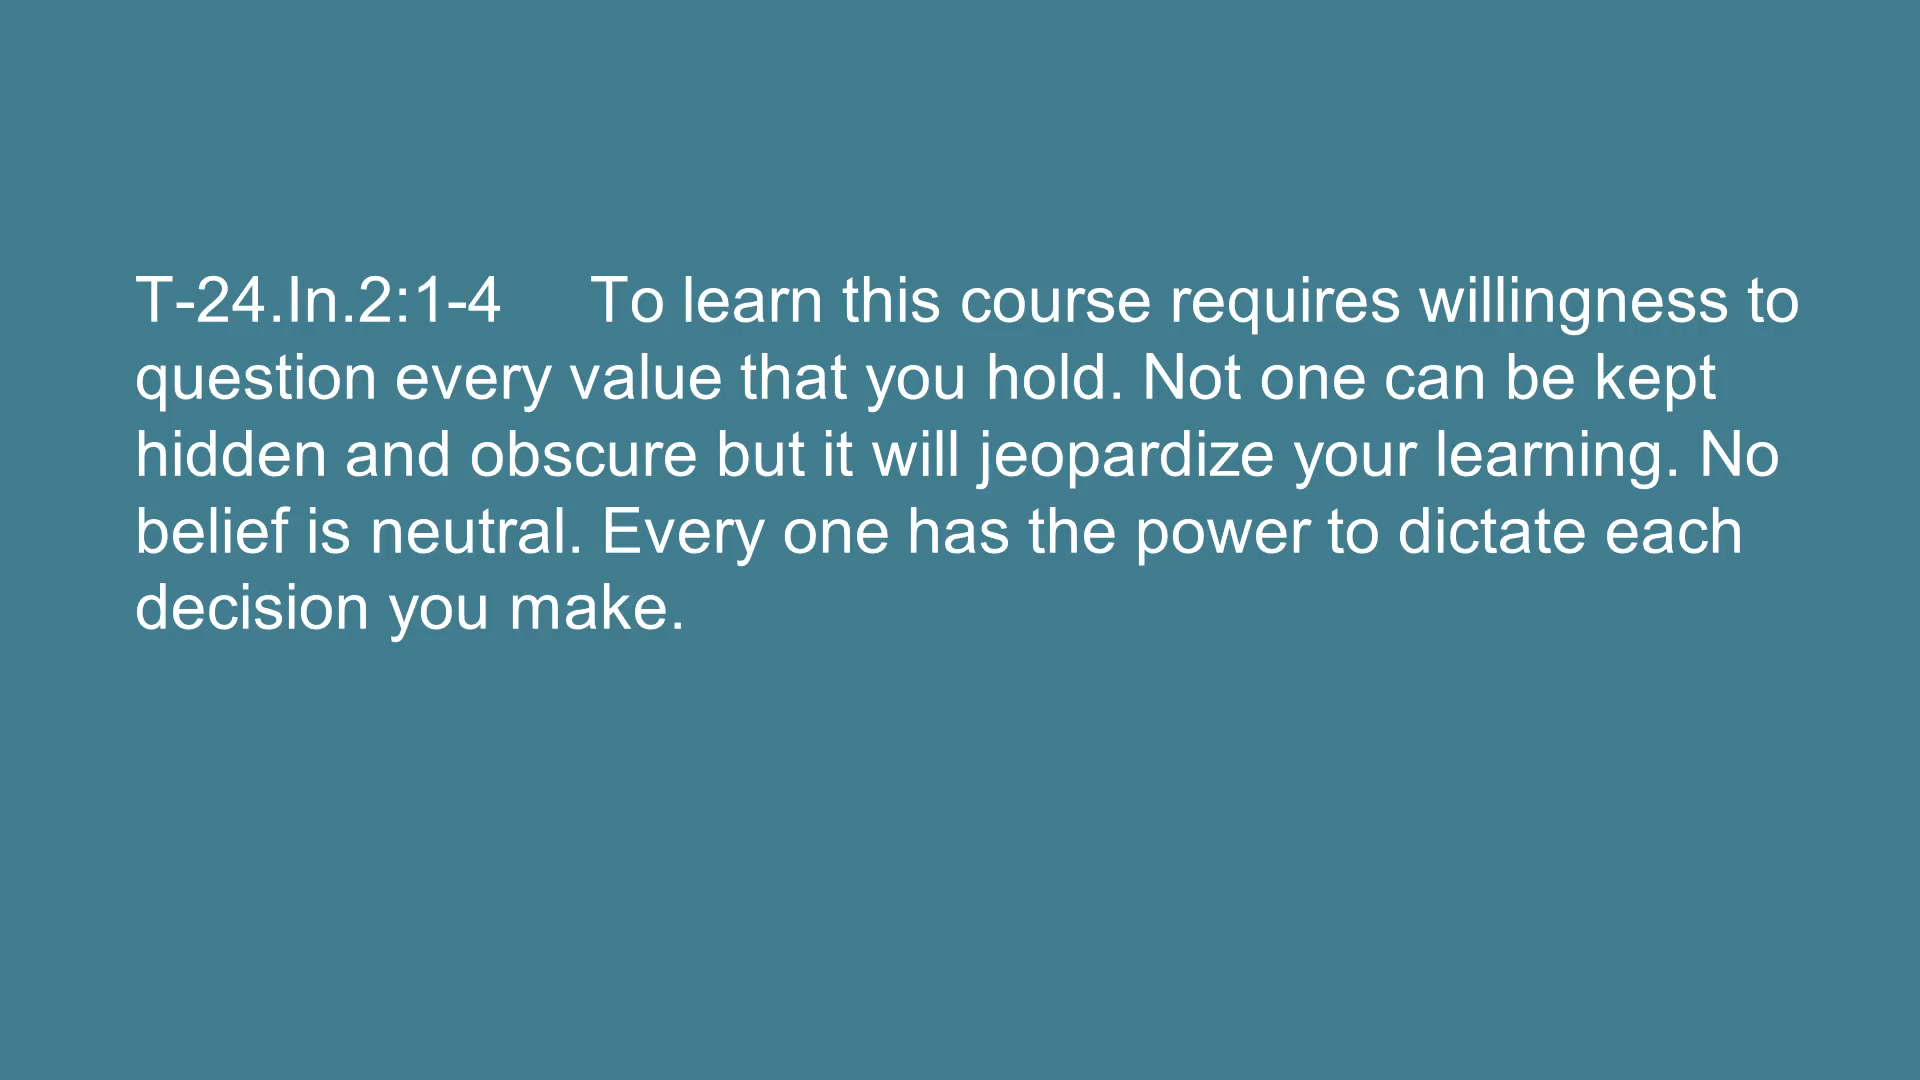 T-24.In.2:1-4 To learn this course requires willingness to
question every value that you hold. Not one can be kept
hidden and obscure but it will jeopardize your learning. No
belief is neutral. Every one has the power to dictate each
decision you make.